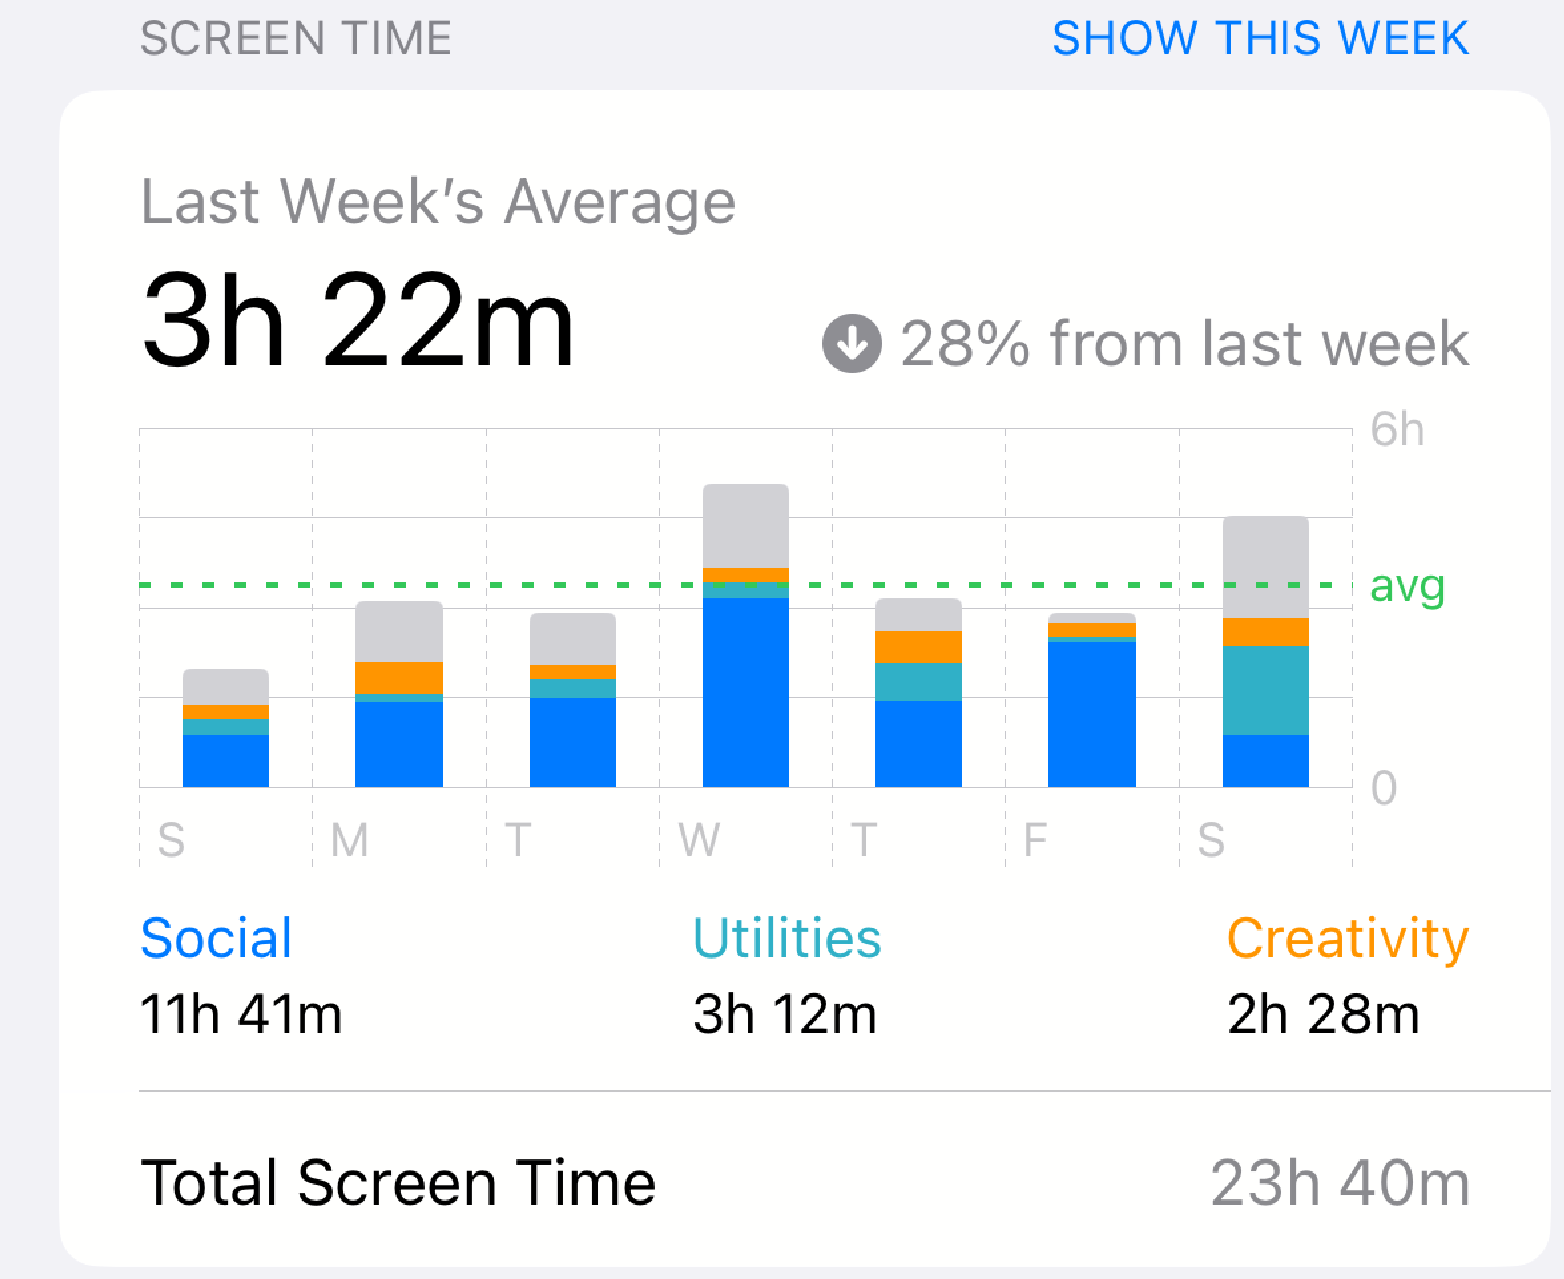 SCREEN TIME SHOW THIS WEEK
Last Week’s Average
3h 22m
28% from last week
6h
avg
0
S M T W T F S
Social Utilities Creativity
11h 41m 3h 12m 2h 28m
Total Screen Time 23h 40m